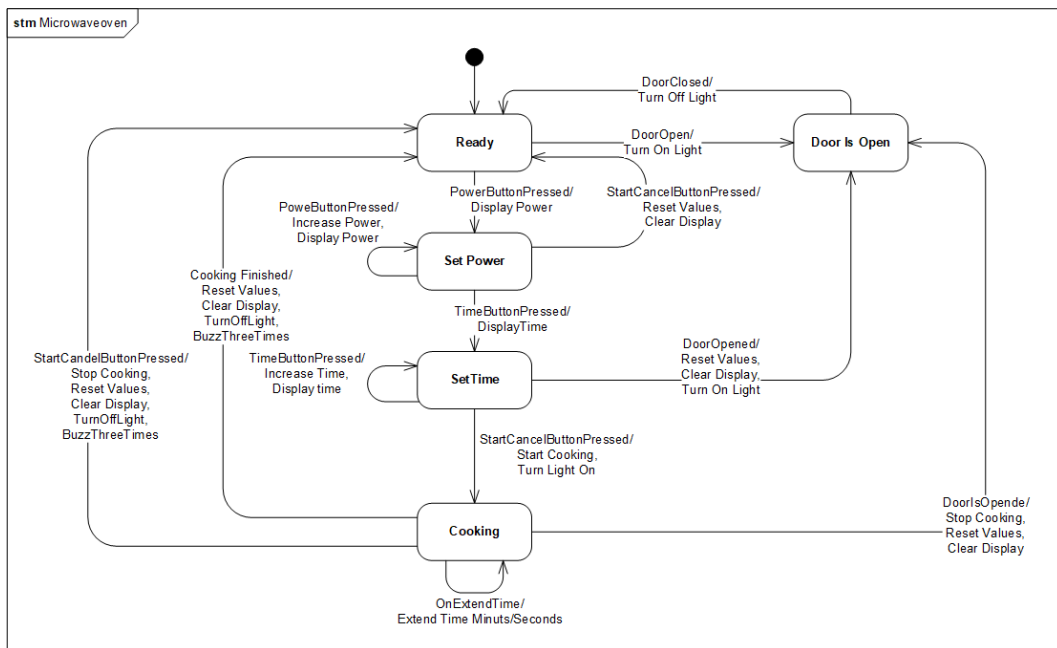 stm Microwaveoven
DoorClosed/
Turn Off Light
Ready
DoorOpen/
Turn On Light
Door Is Open
PowerButtonPressed/
Display Power
StartCancelButtonPressed/
Reset Values,
Clear Display
PoweButtonPressed/
Increase Power,
Display Power
Set Power
Cooking Finished/
Reset Values,
Clear Display,
TurnOffLight,
BuzzThreeTimes
TimeButtonPressed/
DisplayTime
StartCandelButtonPressed/
Stop Cooking,
Reset Values,
Clear Display,
TurnOffLight,
BuzzThreeTimes
TimeButtonPressed/
Increase Time,
Display time
SetTime
DoorOpened/
Reset Values,
Clear Display,
Turn On Light
StartCancelButtonPressed/
Start Cooking,
Turn Light On
Cooking
DoorIsOpende/
Stop Cooking,
Reset Values,
Clear Display
OnExtendTime/
Extend Time Minuts/Seconds